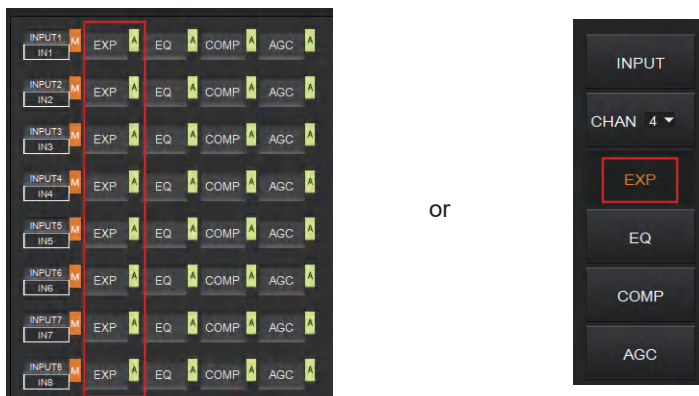 INPUT1 M EXP A EQ A COMP A AGC A
IN1
INPUT2 M EXP A EQ A COMP A AGC A
IN2
INPUT3 M EXP A EQ A COMP A AGC A
IN3
INPUT4 M EXP A EQ A COMP A AGC A
IN4
INPUT5 M EXP A EQ A COMP A AGC A
IN5
INPUT6 M EXP A EQ A COMP A AGC A
IN6
INPUT7 M EXP A EQ A COMP A AGC A
IN7
INPUT8 M EXP A EQ A COMP A AGC A
IN8
or
INPUT
CHAN 4
EXP
EQ
COMP
AGC